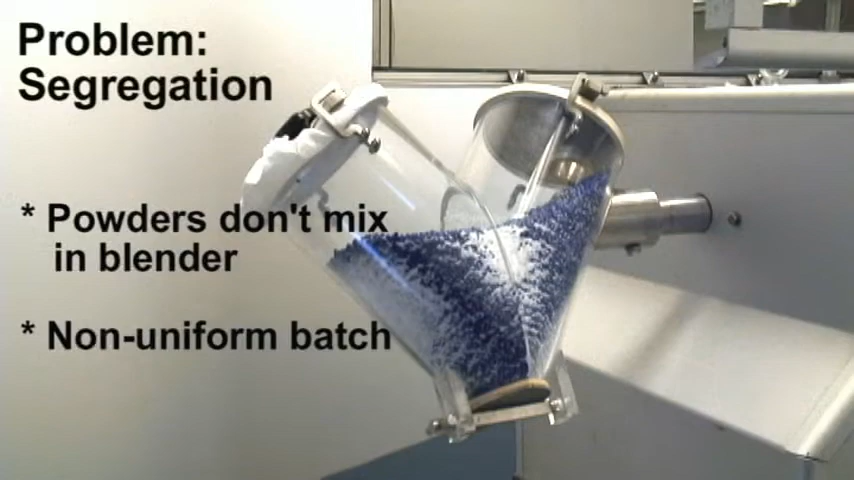 Problem:
Segregation
* Powders don't mix
in blender
* Non-uniform batch